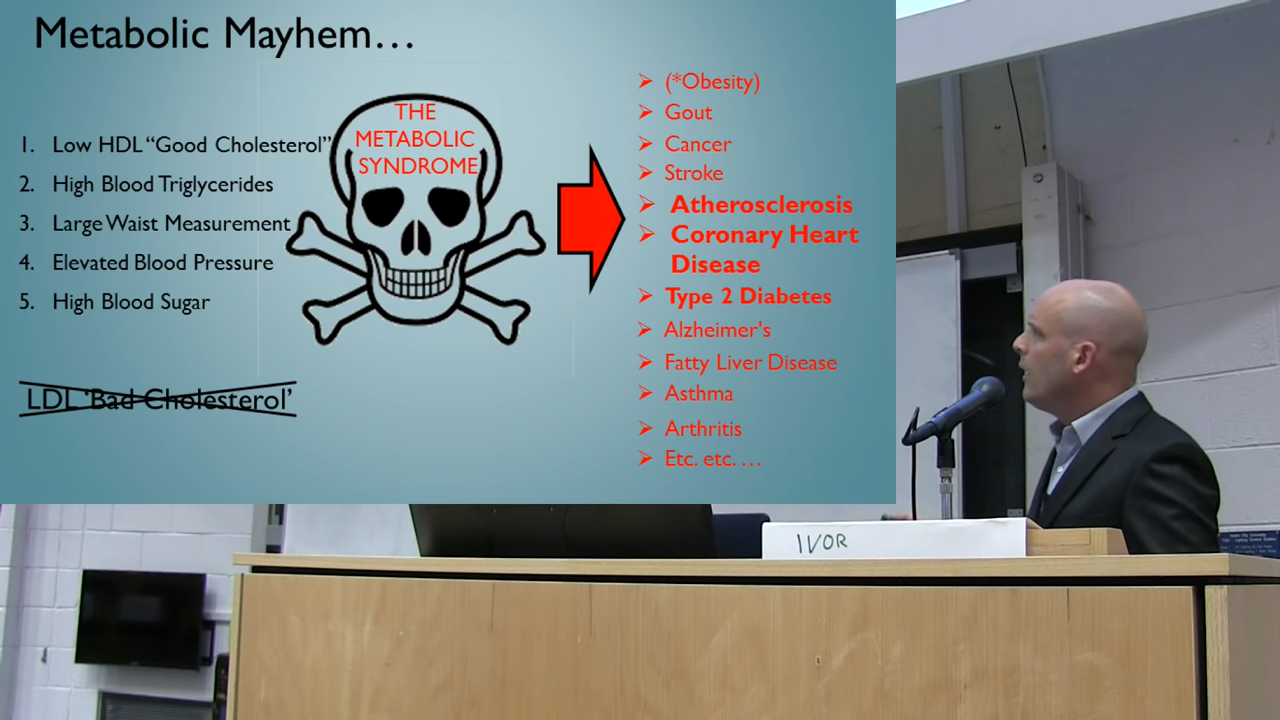 Metabolic Mayhem…
1. Low HDL “Good Cholesterol”
2. High Blood Triglycerides
3. Large Waist Measurement
4. Elevated Blood Pressure
5. High Blood Sugar
LDL ‘Bad Cholesterol’
THE
METABOLIC
SYNDROME
(*Obesity)
Gout
Cancer
Stroke
Atherosclerosis
Coronary Heart
Disease
Type 2 Diabetes
Alzheimer's
Fatty Liver Disease
Asthma
Arthritis
Etc. etc. …
IVOR